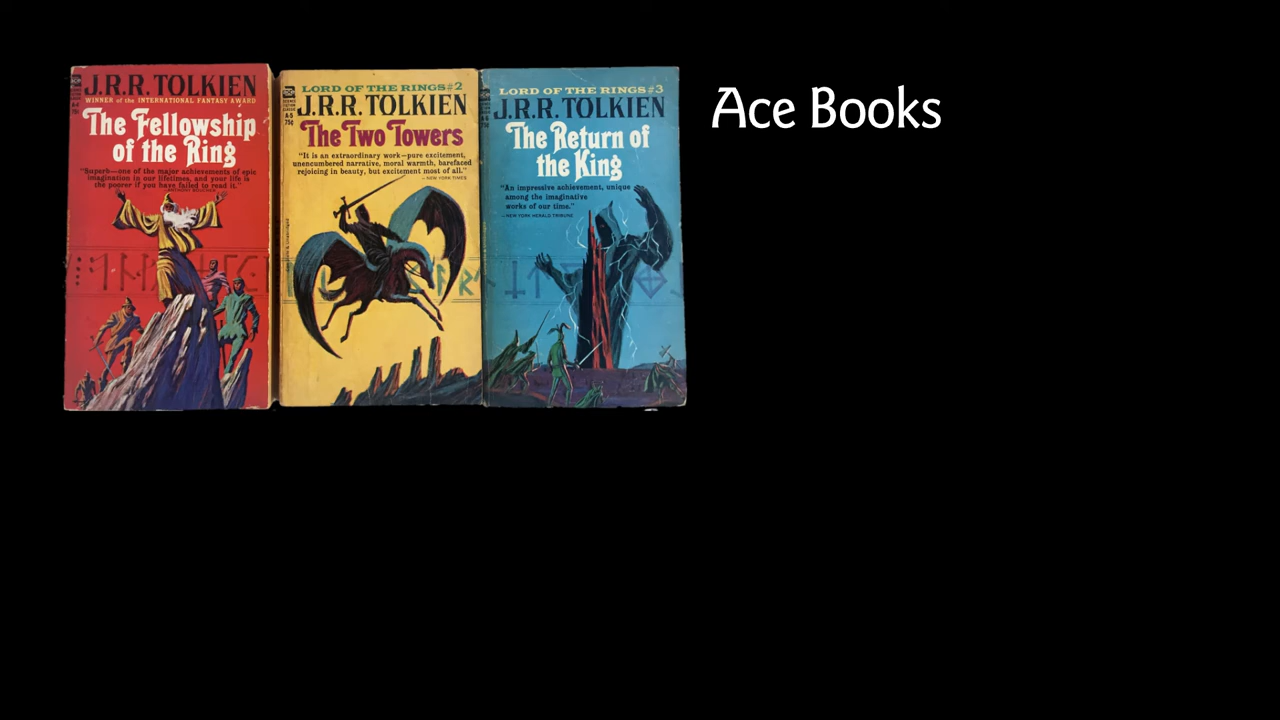 J.R.R. TOLKIEN
WINNER of the INTERNATIONAL FANTASY AWARD
The Fellowship
of the Ring
"Superb—one of the major achievements of epic
imagination in our lifetimes, and your life is
the poorer if you have failed to read it."
—ANTHONY BOUCHER
LORD OF THE RINGS #2
J.R.R. TOLKIEN
A-5
75¢
The Two Towers
"It is an extraordinary work—pure excitement,
unencumbered narrative, moral warmth, barefaced
rejoicing in beauty, but excitement most of all."
— NEW YORK TIMES
LORD OF THE RINGS #3
J.R.R. TOLKIEN
75¢
The Return of
the King
"An impressive achievement, unique
among the imaginative
works of our time."
— NEW YORK HERALD TRIBUNE
Ace Books